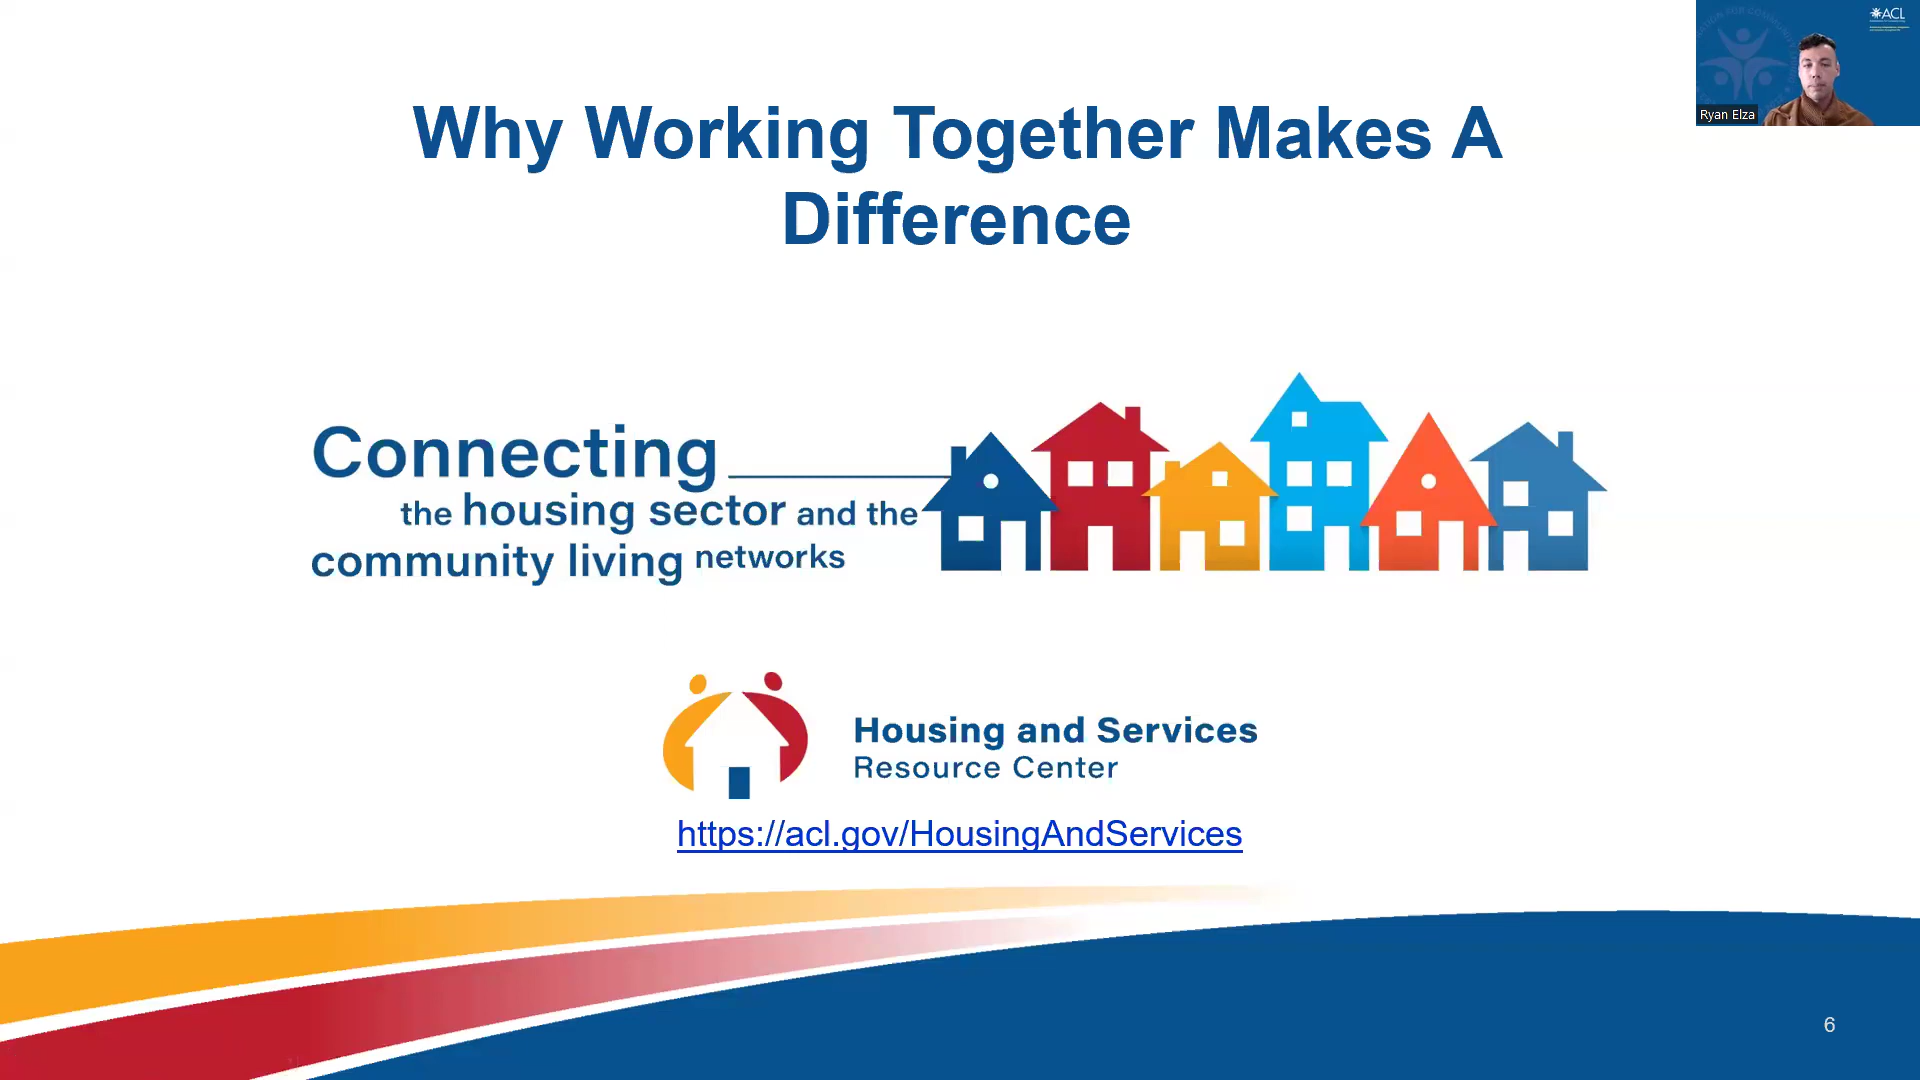 Why Working Together Makes A
Difference
ACL
Ryan Elza
Connecting
the housing sector and the
community living networks
Housing and Services
Resource Center
https://acl.gov/HousingAndServices
6